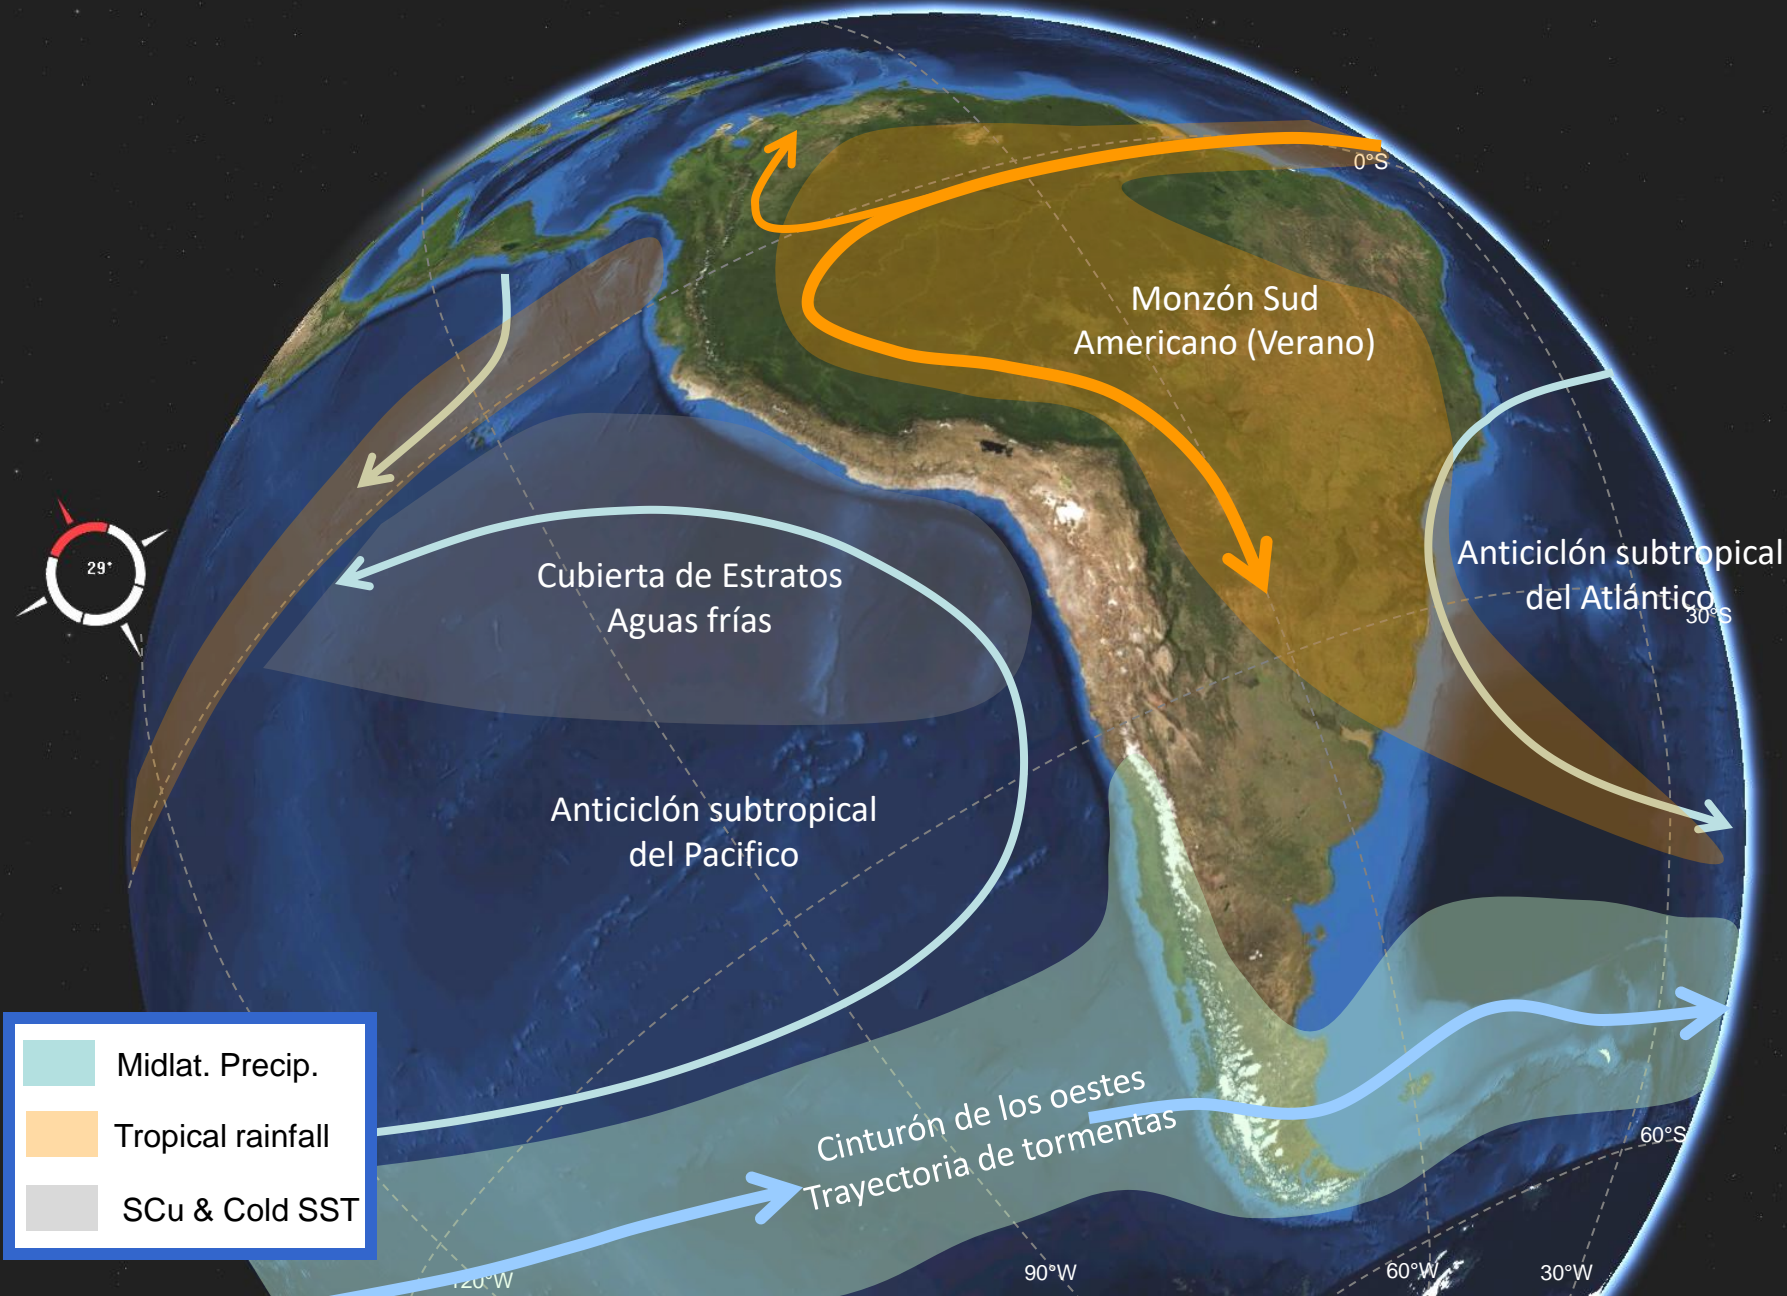 0°S
Monzón Sud
Americano (Verano)
29°
Cubierta de Estratos
Aguas frías
Anticiclón subtropical
del Atlántico
30°S
Anticiclón subtropical
del Pacifico
Cinturón de los oestes
Trayectoria de tormentas
Midlat. Precip.
Tropical rainfall
SCu & Cold SST
60°S
120°W
90°W
60°W
30°W